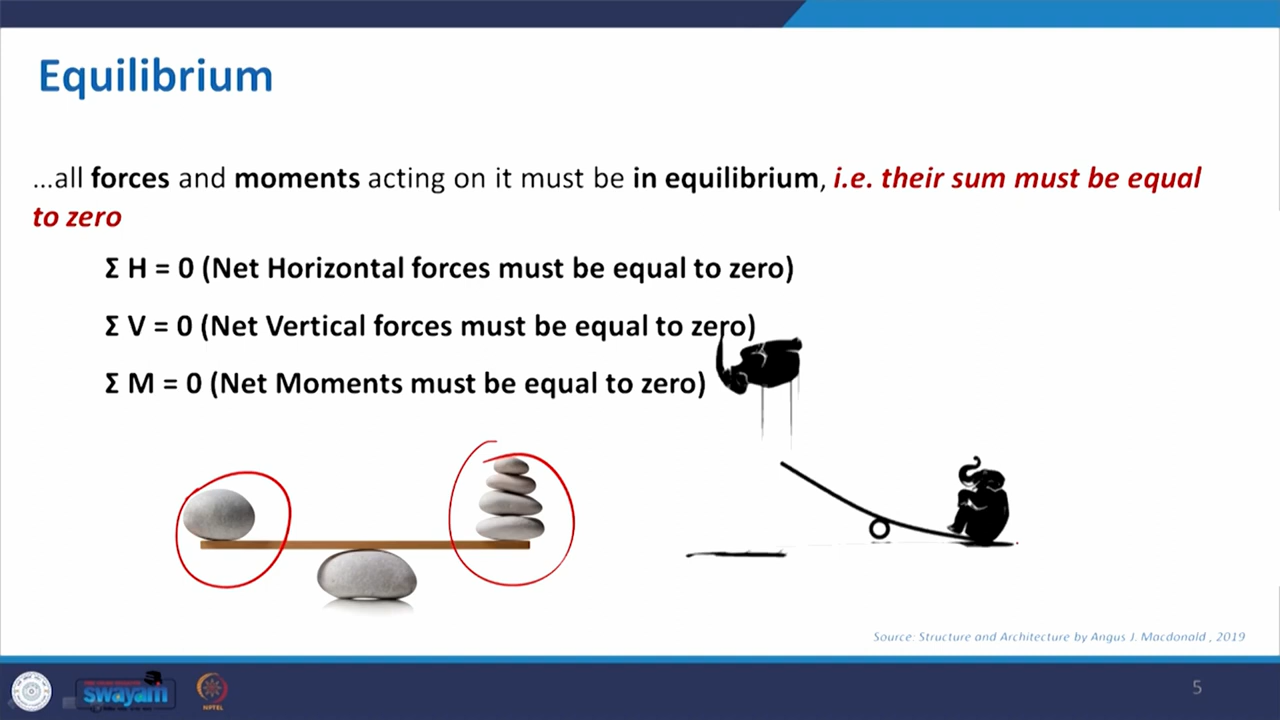 Equilibrium
...all forces and moments acting on it must be in equilibrium, i.e. their sum must be equal
to zero
Σ H = 0 (Net Horizontal forces must be equal to zero)
Σ V = 0 (Net Vertical forces must be equal to zero)
Σ M = 0 (Net Moments must be equal to zero)
Source: Structure and Architecture by Angus J. Macdonald , 2019
swayam
NPTEL
5